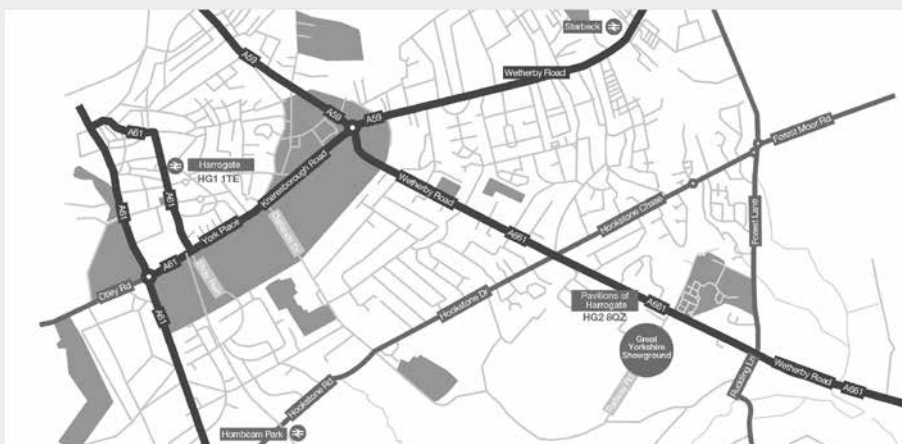 Starbeck
A59
Wetherby Road
A59
A59
A61
Harrogate
HG1 1TE
Forest Moor Rd
Knaresborough Road
Wetherby Road
A61
A61
Hookstone Chase
York Place
Forest Lane
A661
A61
Otley Rd
Hookstone Dr
Pavilions of
Harrogate
HG2 8QZ
A661
A61
Great
Yorkshire
Showground
Rudding Ln
Wetherby Road
A661
Hookstone Rd
Hornbeam Park